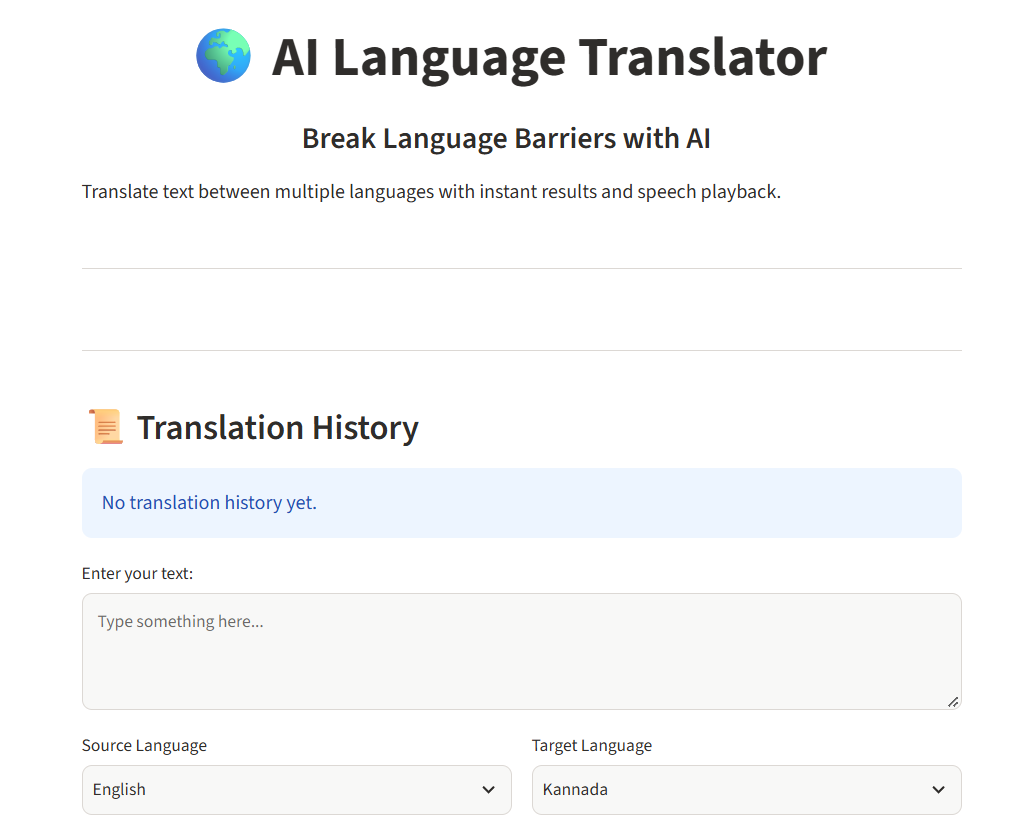 AI Language Translator
Break Language Barriers with AI
Translate text between multiple languages with instant results and speech playback.
Translation History
No translation history yet.
Enter your text:
Type something here...
Source Language
Target Language
English
Kannada